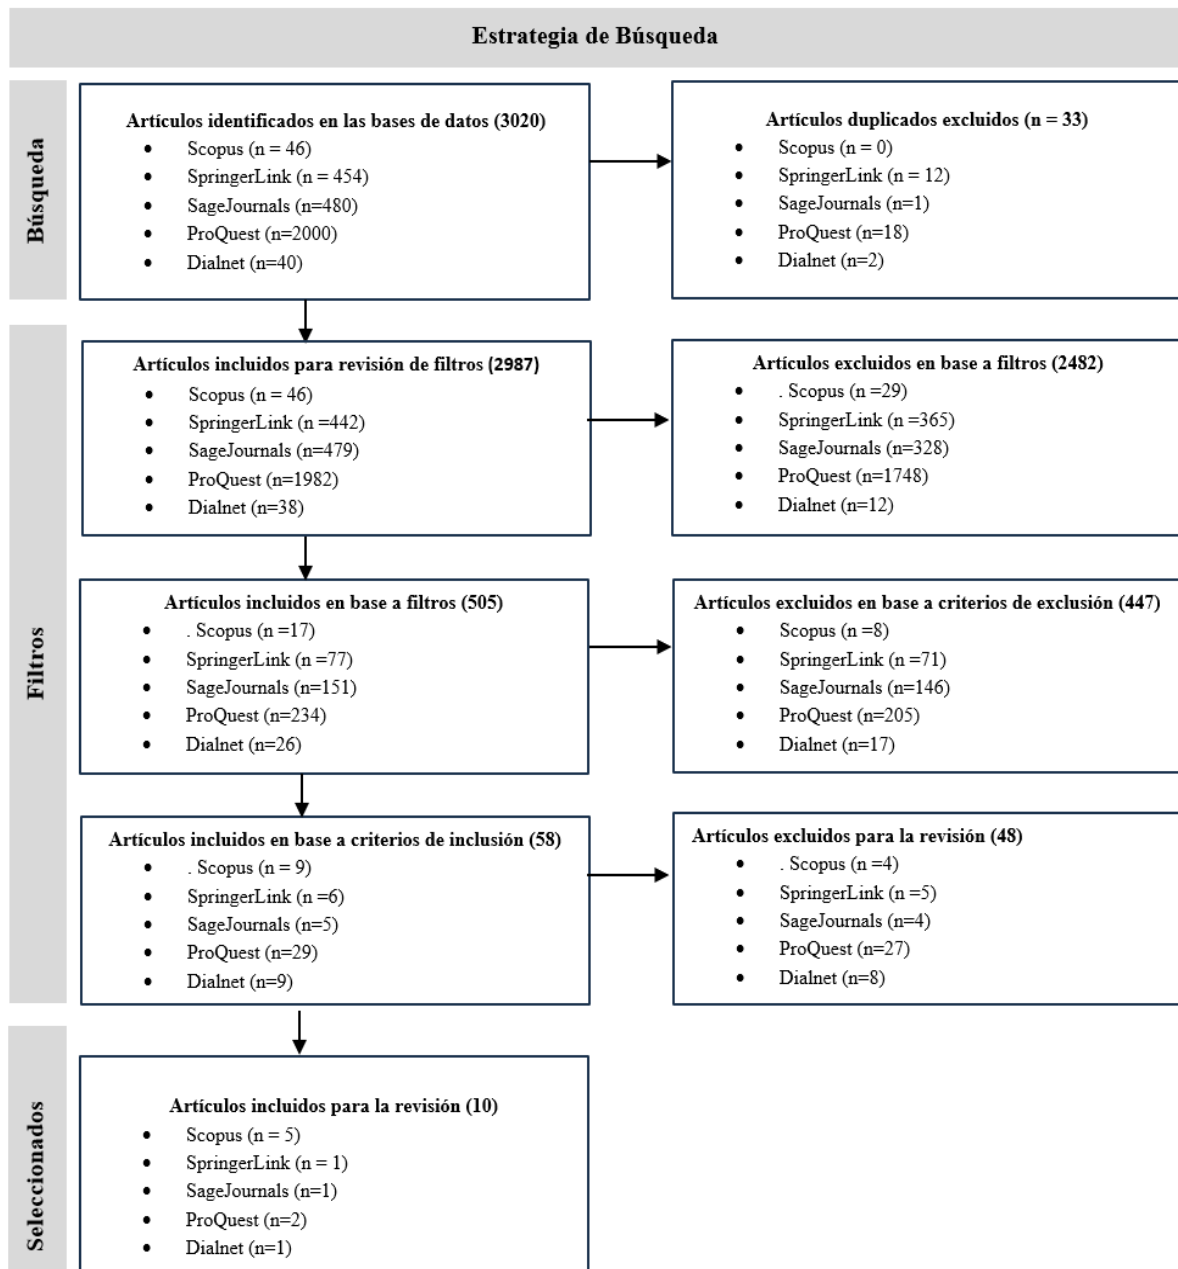 Estrategia de Búsqueda
Búsqueda
Artículos identificados en las bases de datos (3020)
• Scopus (n = 46)
• SpringerLink (n = 454)
• SageJournals (n=480)
• ProQuest (n=2000)
• Dialnet (n=40)
Artículos duplicados excluidos (n = 33)
• Scopus (n = 0)
• SpringerLink (n = 12)
• SageJournals (n=1)
• ProQuest (n=18)
• Dialnet (n=2)
Filtros
Artículos incluidos para revisión de filtros (2987)
• Scopus (n = 46)
• SpringerLink (n =442)
• SageJournals (n=479)
• ProQuest (n=1982)
• Dialnet (n=38)
Artículos excluidos en base a filtros (2482)
• . Scopus (n =29)
• SpringerLink (n =365)
• SageJournals (n=328)
• ProQuest (n=1748)
• Dialnet (n=12)
Artículos incluidos en base a filtros (505)
• . Scopus (n =17)
• SpringerLink (n =77)
• SageJournals (n=151)
• ProQuest (n=234)
• Dialnet (n=26)
Artículos excluidos en base a criterios de exclusión (447)
• Scopus (n =8)
• SpringerLink (n =71)
• SageJournals (n=146)
• ProQuest (n=205)
• Dialnet (n=17)
Artículos incluidos en base a criterios de inclusión (58)
• . Scopus (n = 9)
• SpringerLink (n =6)
• SageJournals (n=5)
• ProQuest (n=29)
• Dialnet (n=9)
Artículos excluidos para la revisión (48)
• . Scopus (n =4)
• SpringerLink (n =5)
• SageJournals (n=4)
• ProQuest (n=27)
• Dialnet (n=8)
Seleccionados
Artículos incluidos para la revisión (10)
• Scopus (n = 5)
• SpringerLink (n = 1)
• SageJournals (n=1)
• ProQuest (n=2)
• Dialnet (n=1)